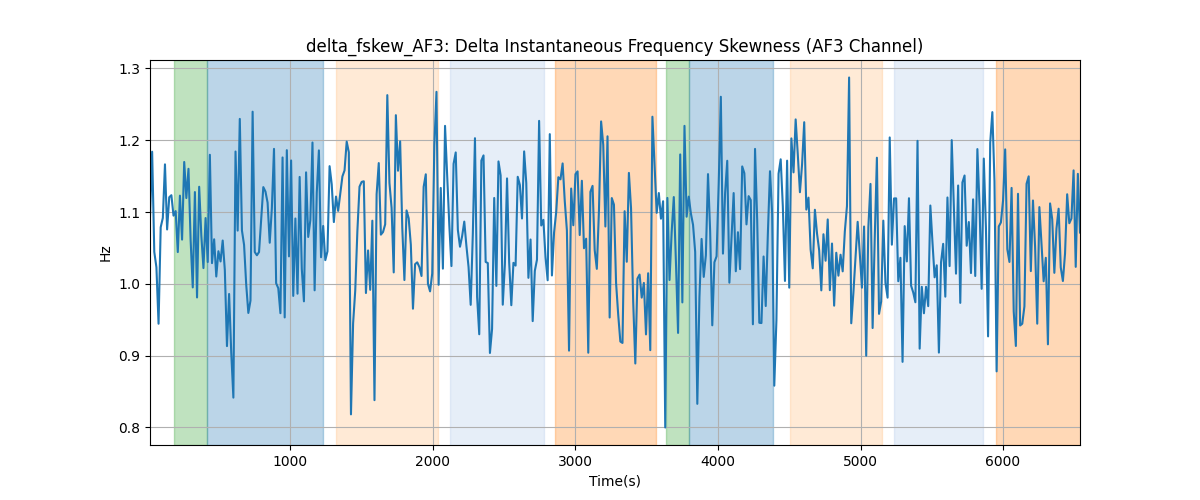 delta_fskew_AF3: Delta Instantaneous Frequency Skewness (AF3 Channel)
1.3
1.2
1.1
1.0
0.9
0.8
Hz
1000 2000 3000 4000 5000 6000
Time(s)